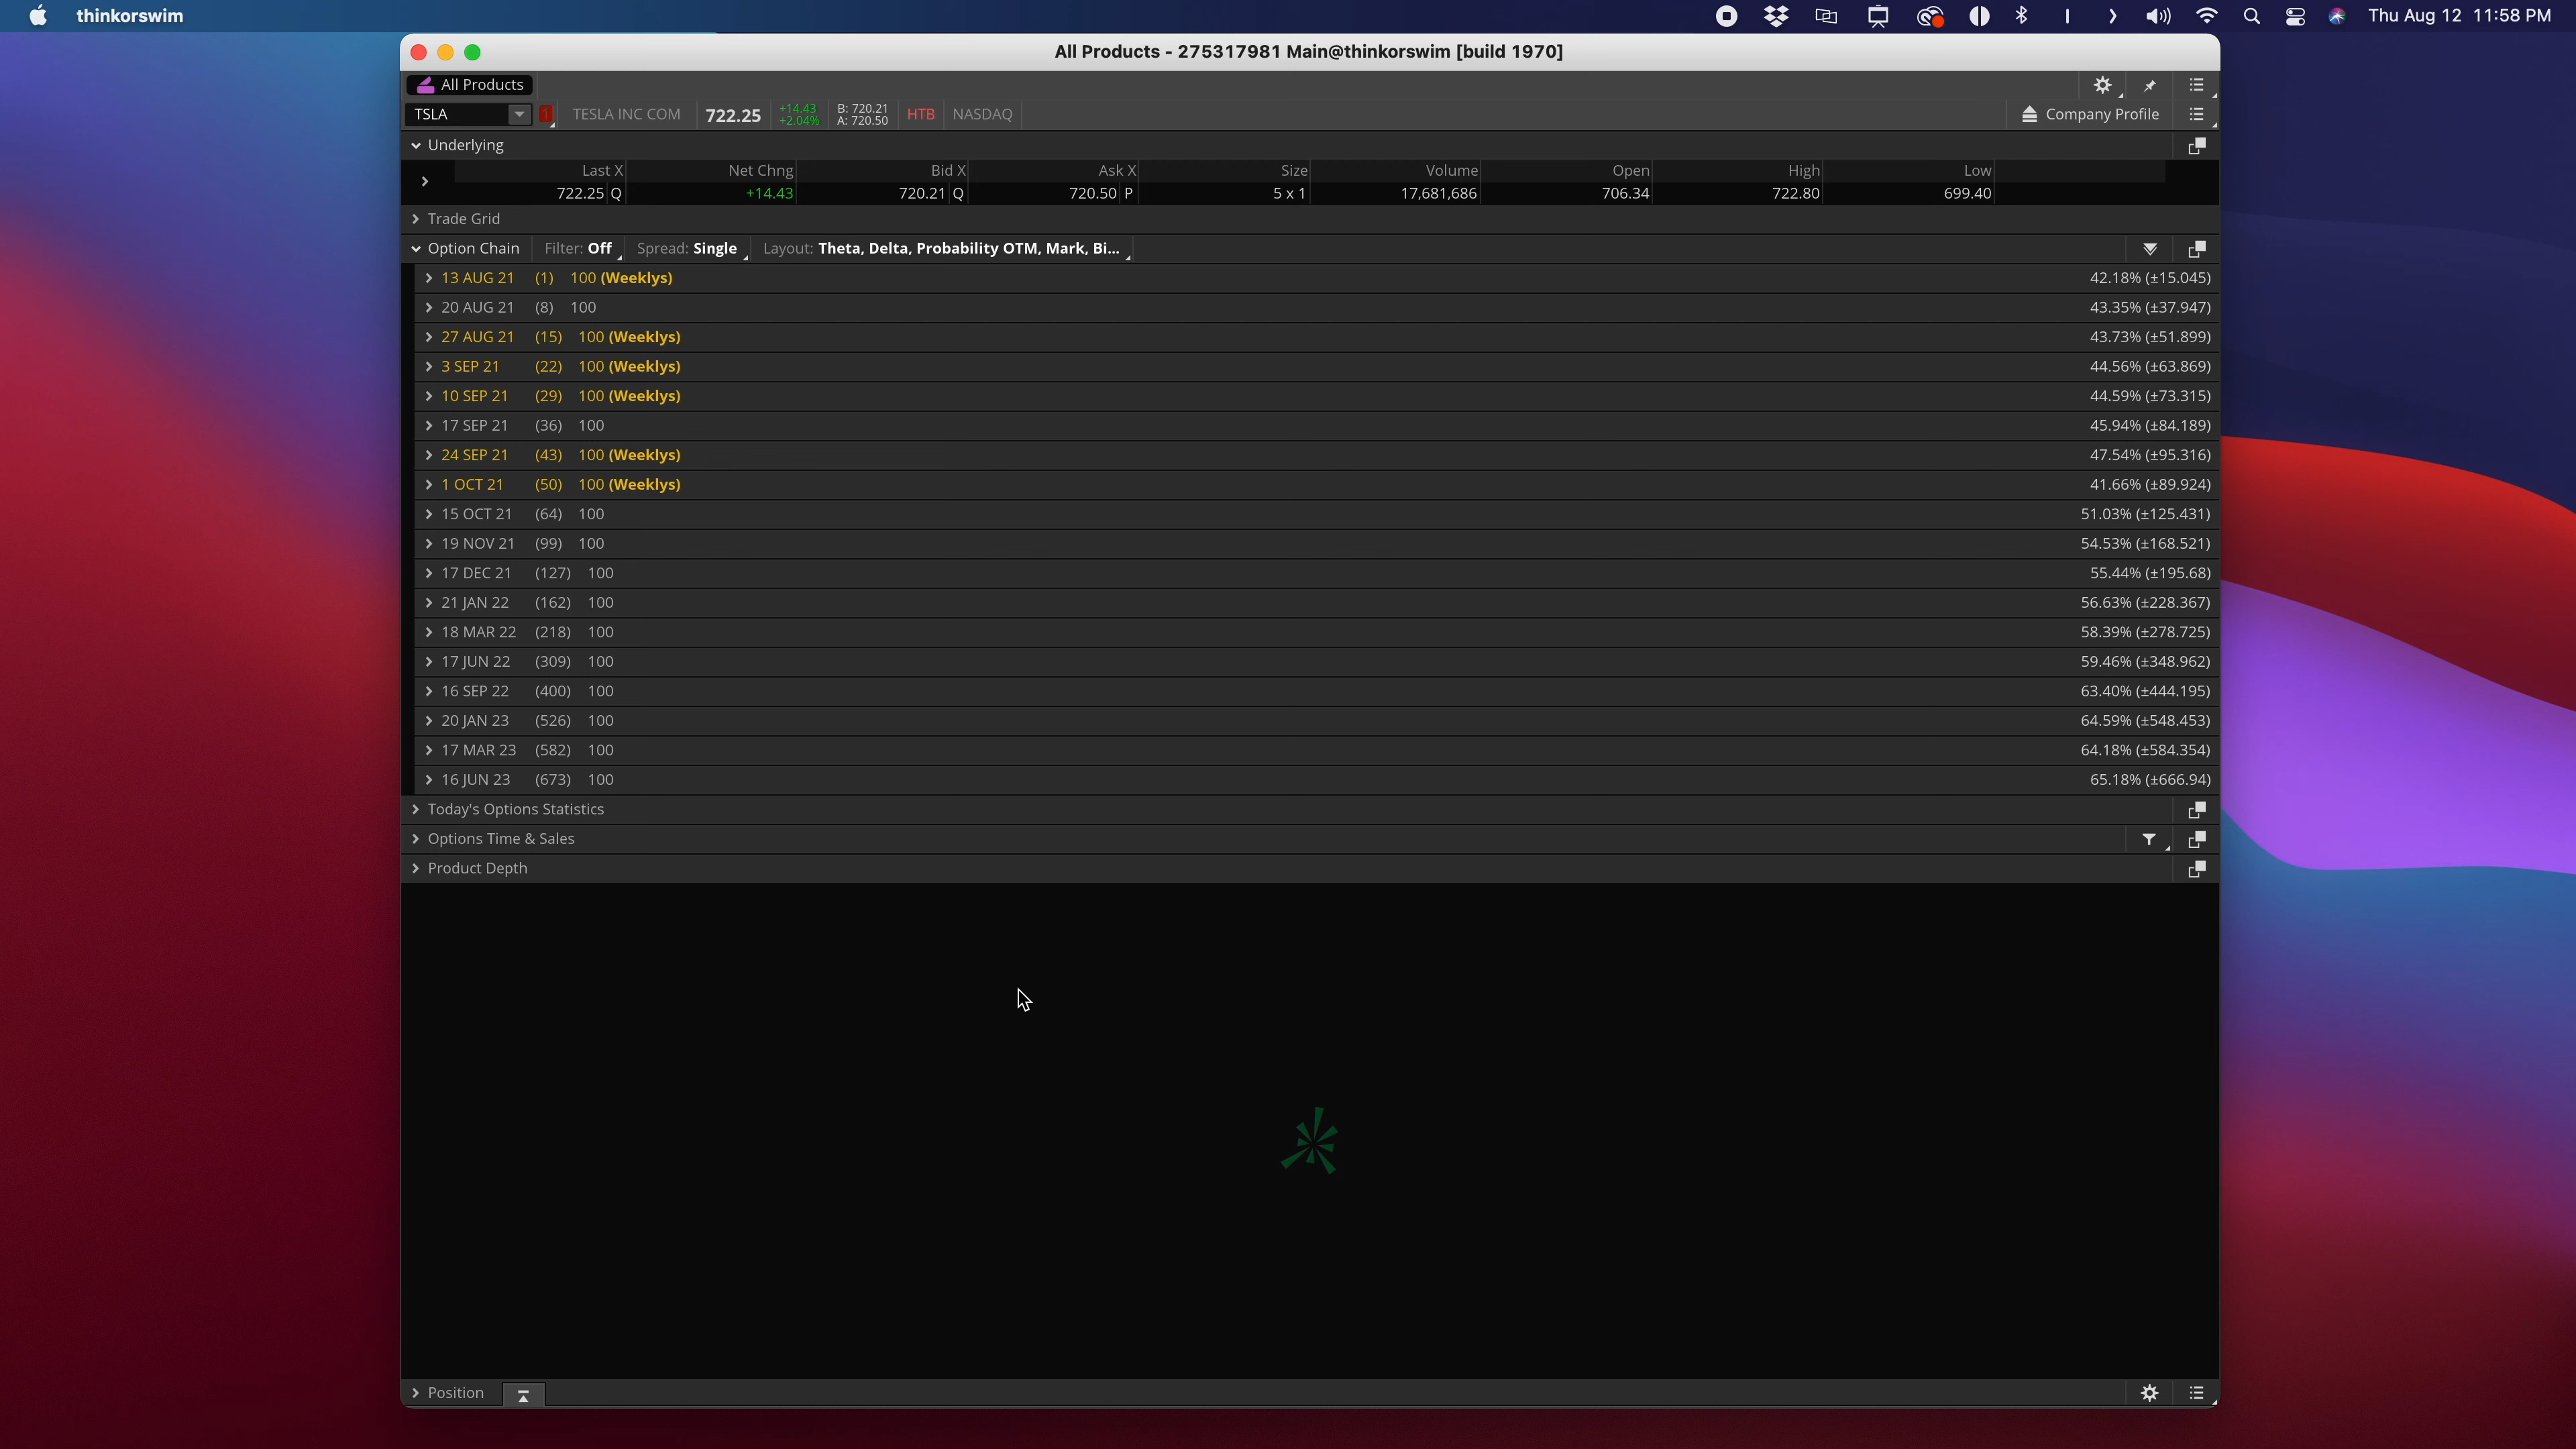 thinkorswim
Thu Aug 12 11:58 PM
All Products - 275317981 Main@thinkorswim [build 1970]
All Products
TSLA TESLA INC COM 722.25 +14.43 +2.04% B: 720.21 A: 720.50 HTB NASDAQ Company Profile
Underlying
Last X Net Chng Bid X Ask X Size Volume Open High Low
722.25 Q +14.43 720.21 Q 720.50 P 5 x 1 17,681,686 706.34 722.80 699.40
Trade Grid
Option Chain Filter: Off Spread: Single Layout: Theta, Delta, Probability OTM, Mark, Bi...
13 AUG 21 (1) 100 (Weeklys) 42.18% (±15.045)
20 AUG 21 (8) 100 43.35% (±37.947)
27 AUG 21 (15) 100 (Weeklys) 43.73% (±51.899)
3 SEP 21 (22) 100 (Weeklys) 44.56% (±63.869)
10 SEP 21 (29) 100 (Weeklys) 44.59% (±73.315)
17 SEP 21 (36) 100 45.94% (±84.189)
24 SEP 21 (43) 100 (Weeklys) 47.54% (±95.316)
1 OCT 21 (50) 100 (Weeklys) 41.66% (±89.924)
15 OCT 21 (64) 100 51.03% (±125.431)
19 NOV 21 (99) 100 54.53% (±168.521)
17 DEC 21 (127) 100 55.44% (±195.68)
21 JAN 22 (162) 100 56.63% (±228.367)
18 MAR 22 (218) 100 58.39% (±278.725)
17 JUN 22 (309) 100 59.46% (±348.962)
16 SEP 22 (400) 100 63.40% (±444.195)
20 JAN 23 (526) 100 64.59% (±548.453)
17 MAR 23 (582) 100 64.18% (±584.354)
16 JUN 23 (673) 100 65.18% (±666.94)
Today's Options Statistics
Options Time & Sales
Product Depth
Position